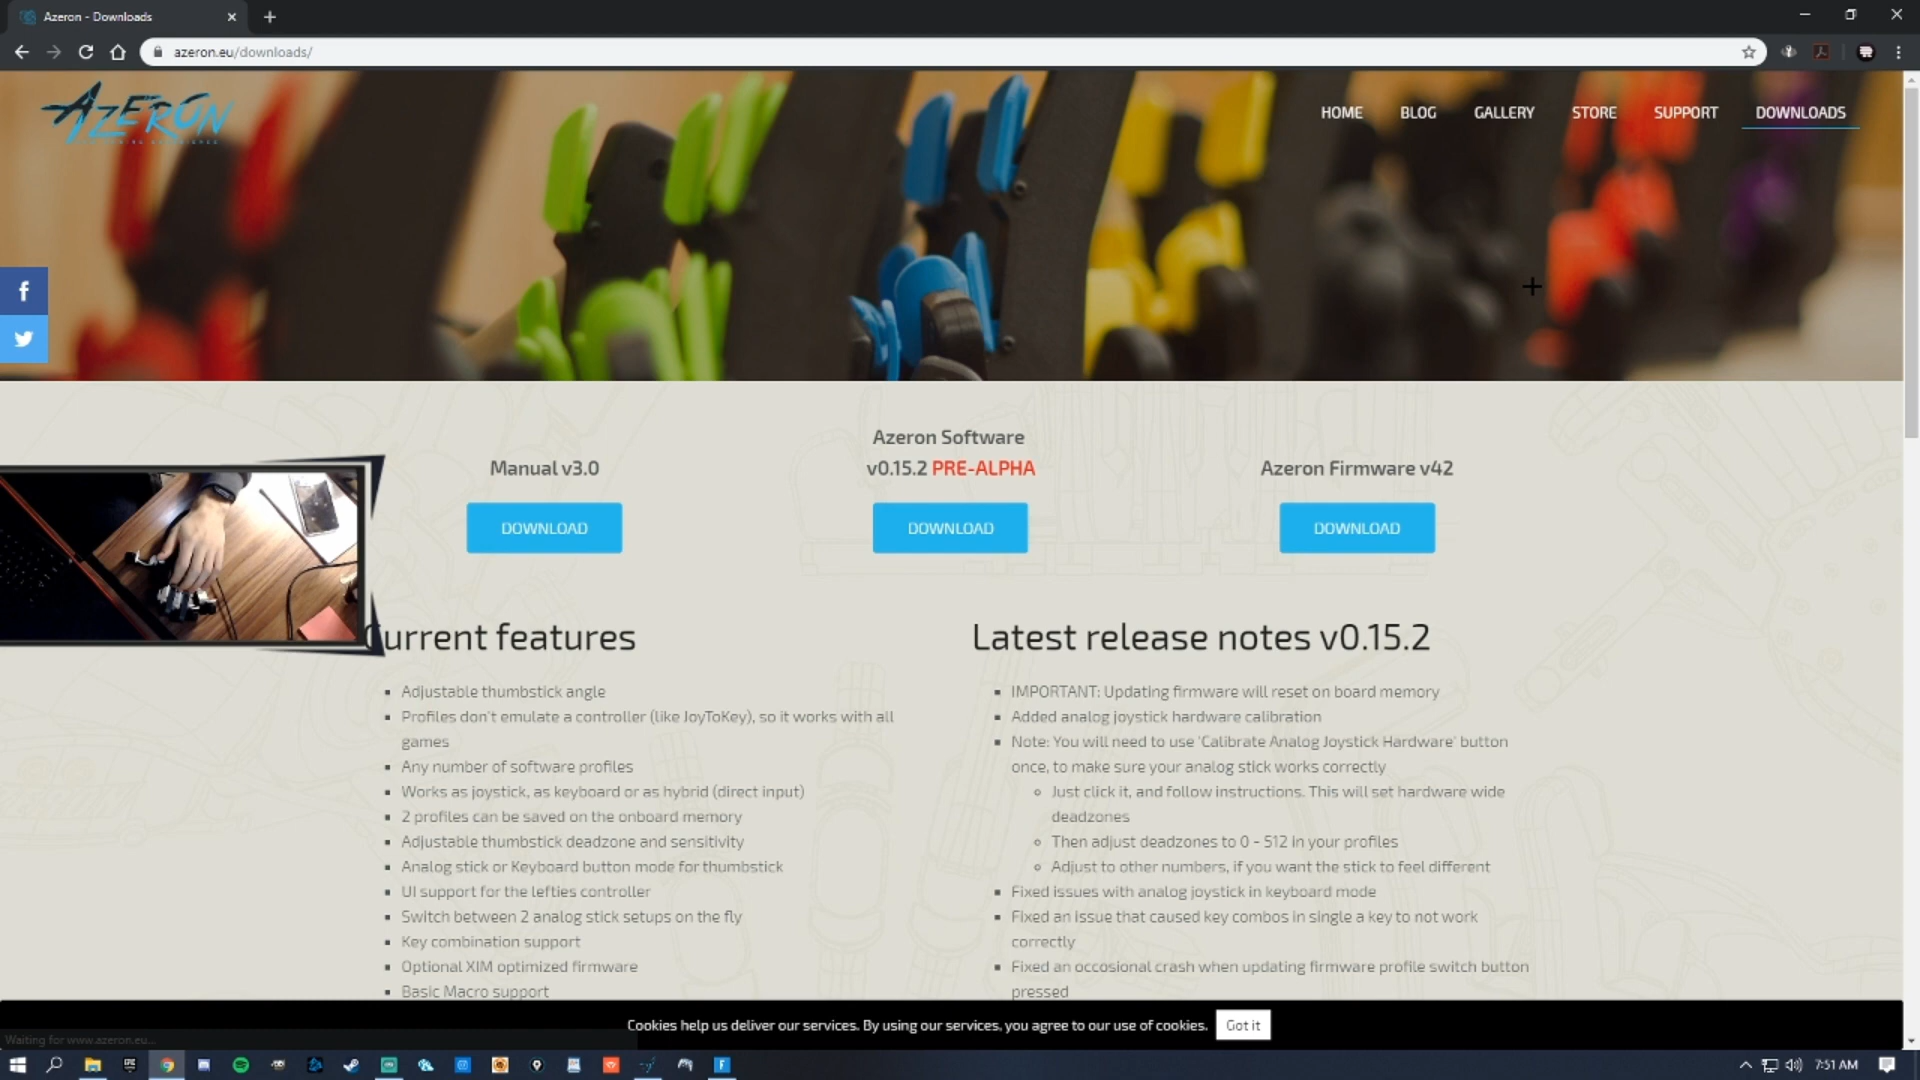 Azeron - Downloads
azeron.eu/downloads/
AZERON
HOME BLOG GALLERY STORE SUPPORT DOWNLOADS
Manual v3.0
DOWNLOAD
Azeron Software
v0.15.2 PRE-ALPHA
DOWNLOAD
Azeron Firmware v42
DOWNLOAD
Current features
Adjustable thumbstick angle
Profiles don't emulate a controller (like JoyToKey), so it works with all
games
Any number of software profiles
Works as joystick, as keyboard or as hybrid (direct input)
2 profiles can be saved on the onboard memory
Adjustable thumbstick deadzone and sensitivity
Analog stick or Keyboard button mode for thumbstick
UI support for the lefties controller
Switch between 2 analog stick setups on the fly
Key combination support
Optional XIM optimized firmware
Basic Macro support
Latest release notes v0.15.2
IMPORTANT: Updating firmware will reset on board memory
Added analog joystick hardware calibration
Note: You will need to use 'Calibrate Analog Joystick Hardware' button
once, to make sure your analog stick works correctly
Just click it, and follow instructions. This will set hardware wide
deadzones
Then adjust deadzones to 0 - 512 in your profiles
Adjust to other numbers, if you want the stick to feel different
Fixed issues with analog joystick in keyboard mode
Fixed an issue that caused key combos in single a key to not work
correctly
Fixed an occosional crash when updating firmware profile switch button
pressed
Cookies help us deliver our services. By using our services, you agree to our use of cookies. Got it
Waiting for www.azeron.eu...
7:51 AM